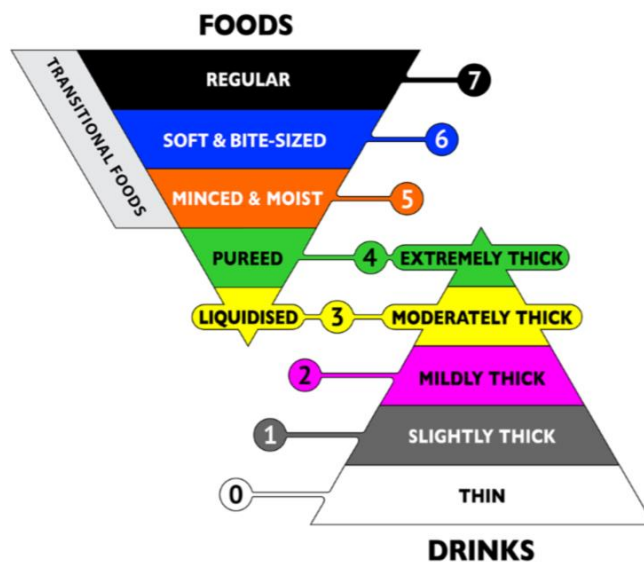 FOODS
TRANSITIONAL FOODS
REGULAR
7
SOFT & BITE-SIZED
6
MINCED & MOIST
5
PUREED
4
EXTREMELY THICK
LIQUIDISED
3
MODERATELY THICK
2
MILDLY THICK
1
SLIGHTLY THICK
0
THIN
DRINKS